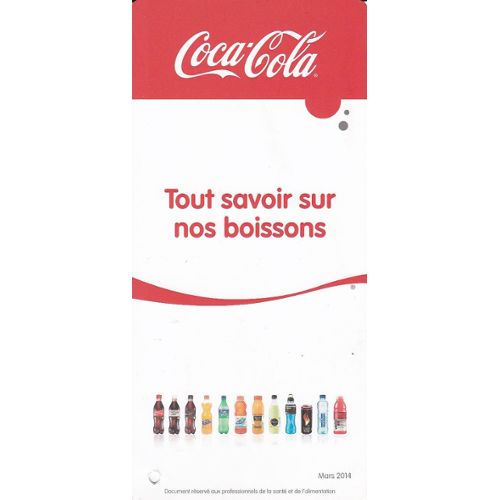 Coca-Cola
Tout savoir sur
nos boissons
Mars 2014
Document réservé aux professionnels de la santé et de l'alimentation